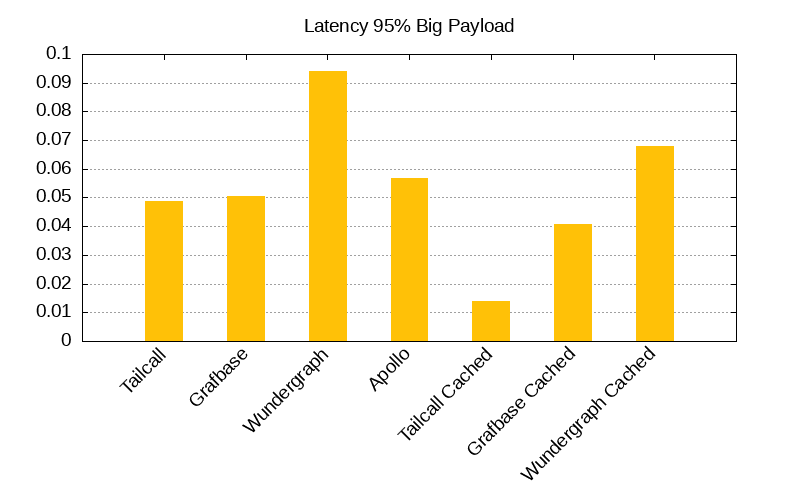 Latency 95% Big Payload
0.1
0.09
0.08
0.07
0.06
0.05
0.04
0.03
0.02
0.01
0
Tailcall
Grafbase
Wundergraph
Apollo
Tailcall Cached
Grafbase Cached
Wundergraph Cached